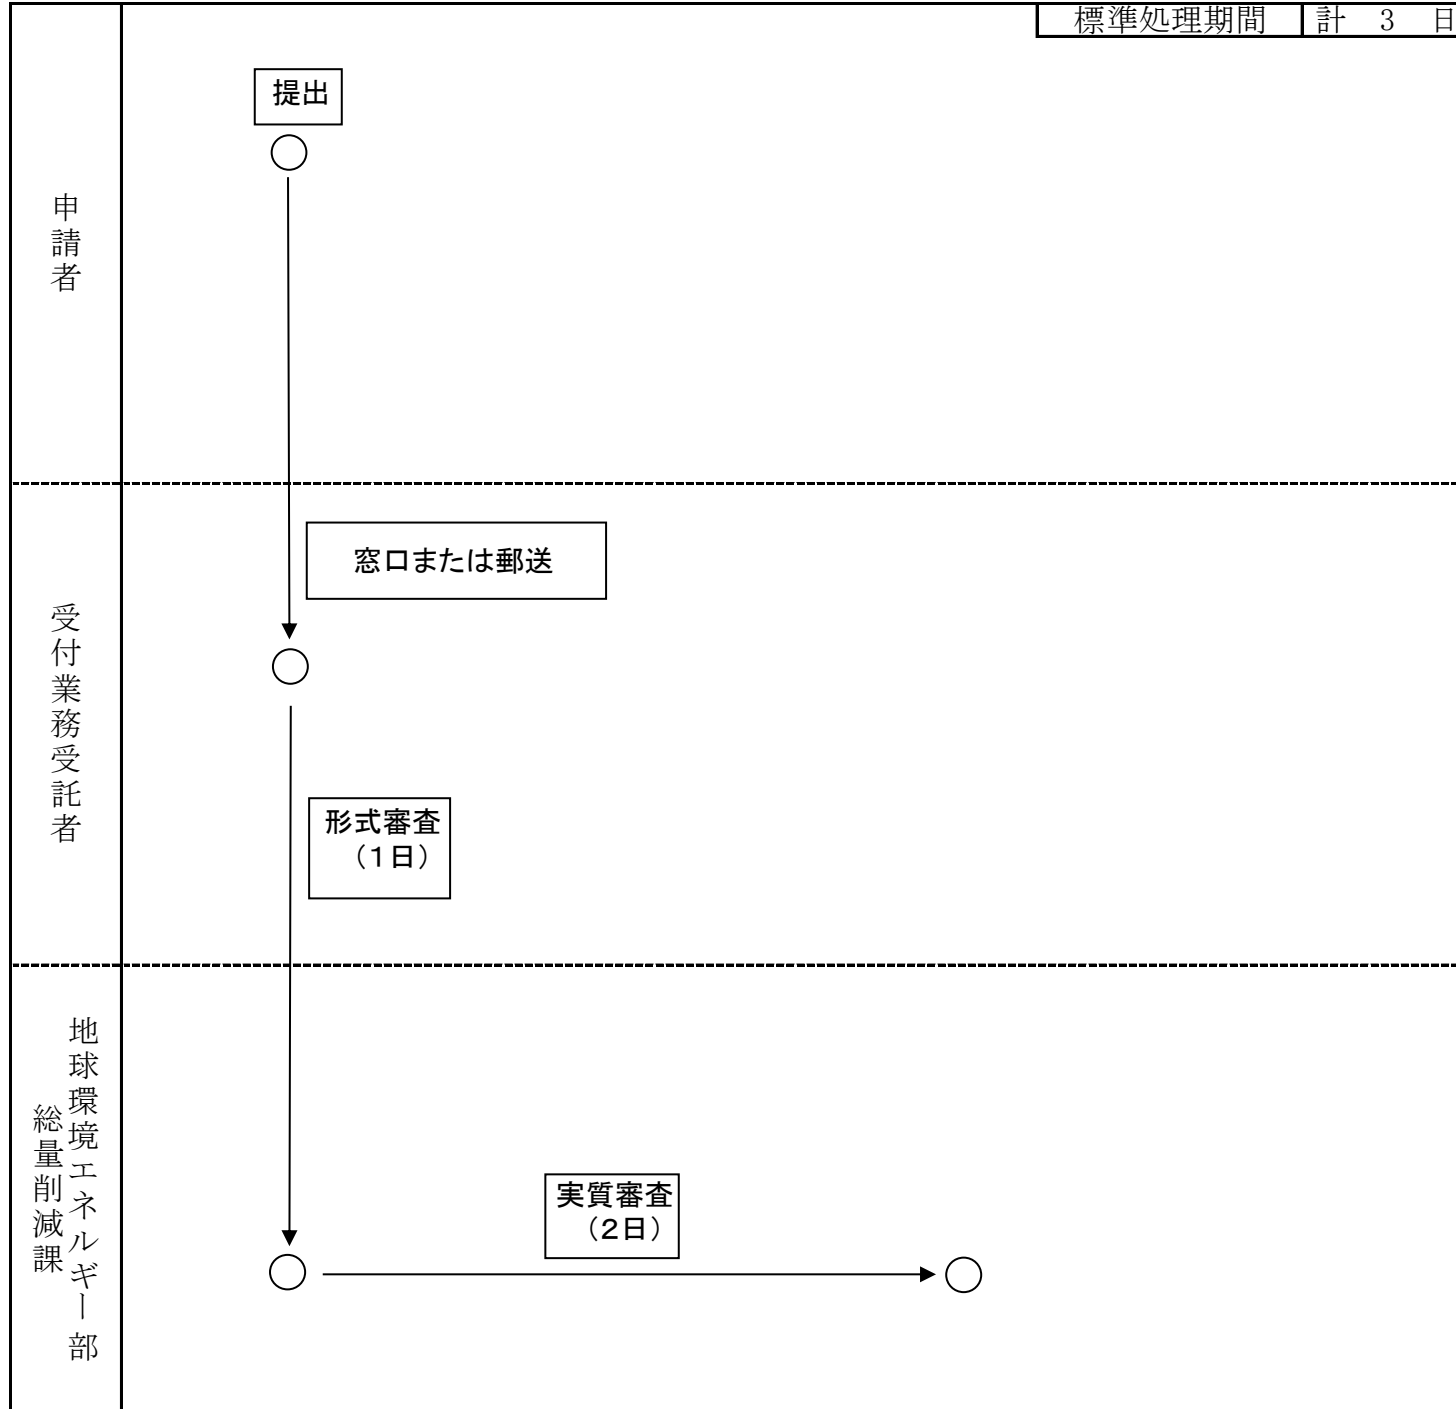 標準処理期間 計 3 日
提出
申請者
窓口または郵送
受付業務受託者
形式審査
（1日）
地球環境エネルギー部
総量削減課
実質審査
（2日）